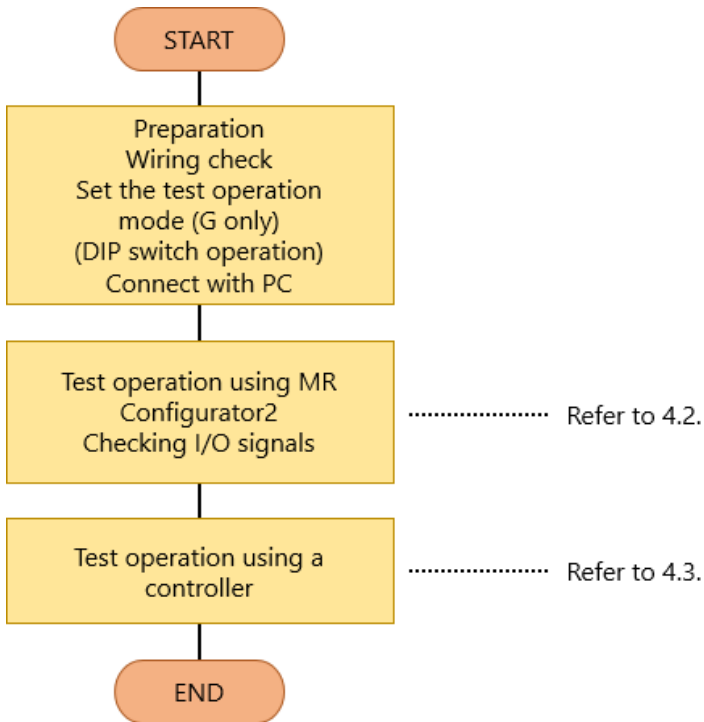 START
Preparation
Wiring check
Set the test operation
mode (G only)
(DIP switch operation)
Connect with PC
Test operation using MR
Configurator2
Checking I/O signals
Refer to 4.2.
Test operation using a
controller
Refer to 4.3.
END